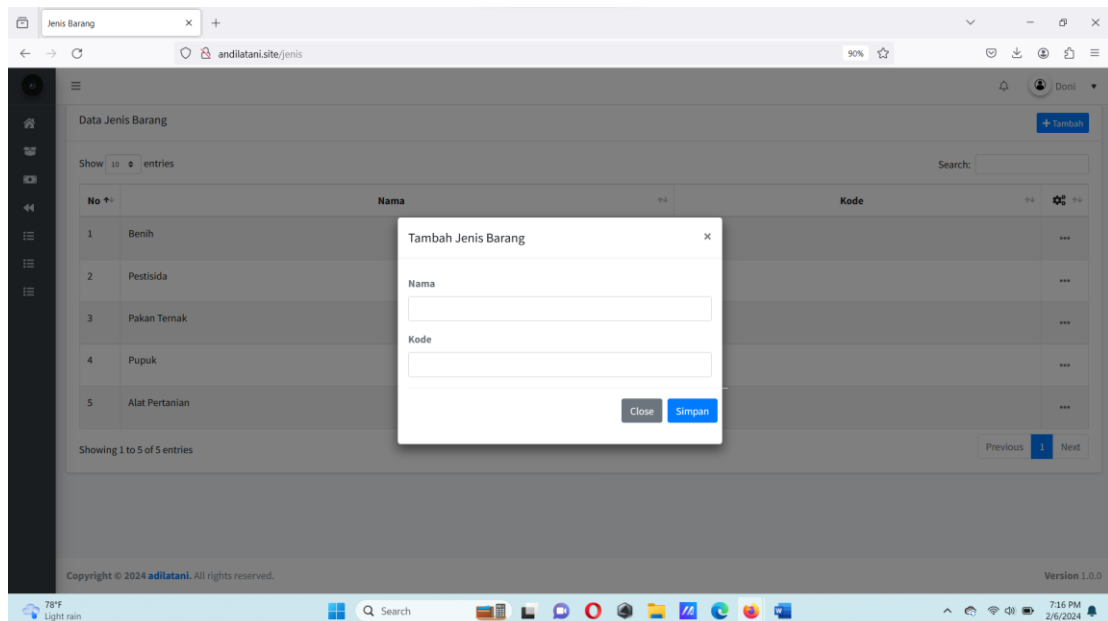 Jenis Barang
andilatani.site/jenis
90%
Doni
Data Jenis Barang
+ Tambah
Show 10 entries
Search:
No Nama Kode
1 Benih
2 Pestisida
3 Pakan Ternak
4 Pupuk
5 Alat Pertanian
Tambah Jenis Barang
Nama
Kode
Close Simpan
Showing 1 to 5 of 5 entries
Previous 1 Next
Copyright © 2024 adilatani. All rights reserved.
Version 1.0.0
78°F
Light rain
Search
7:16 PM
2/6/2024